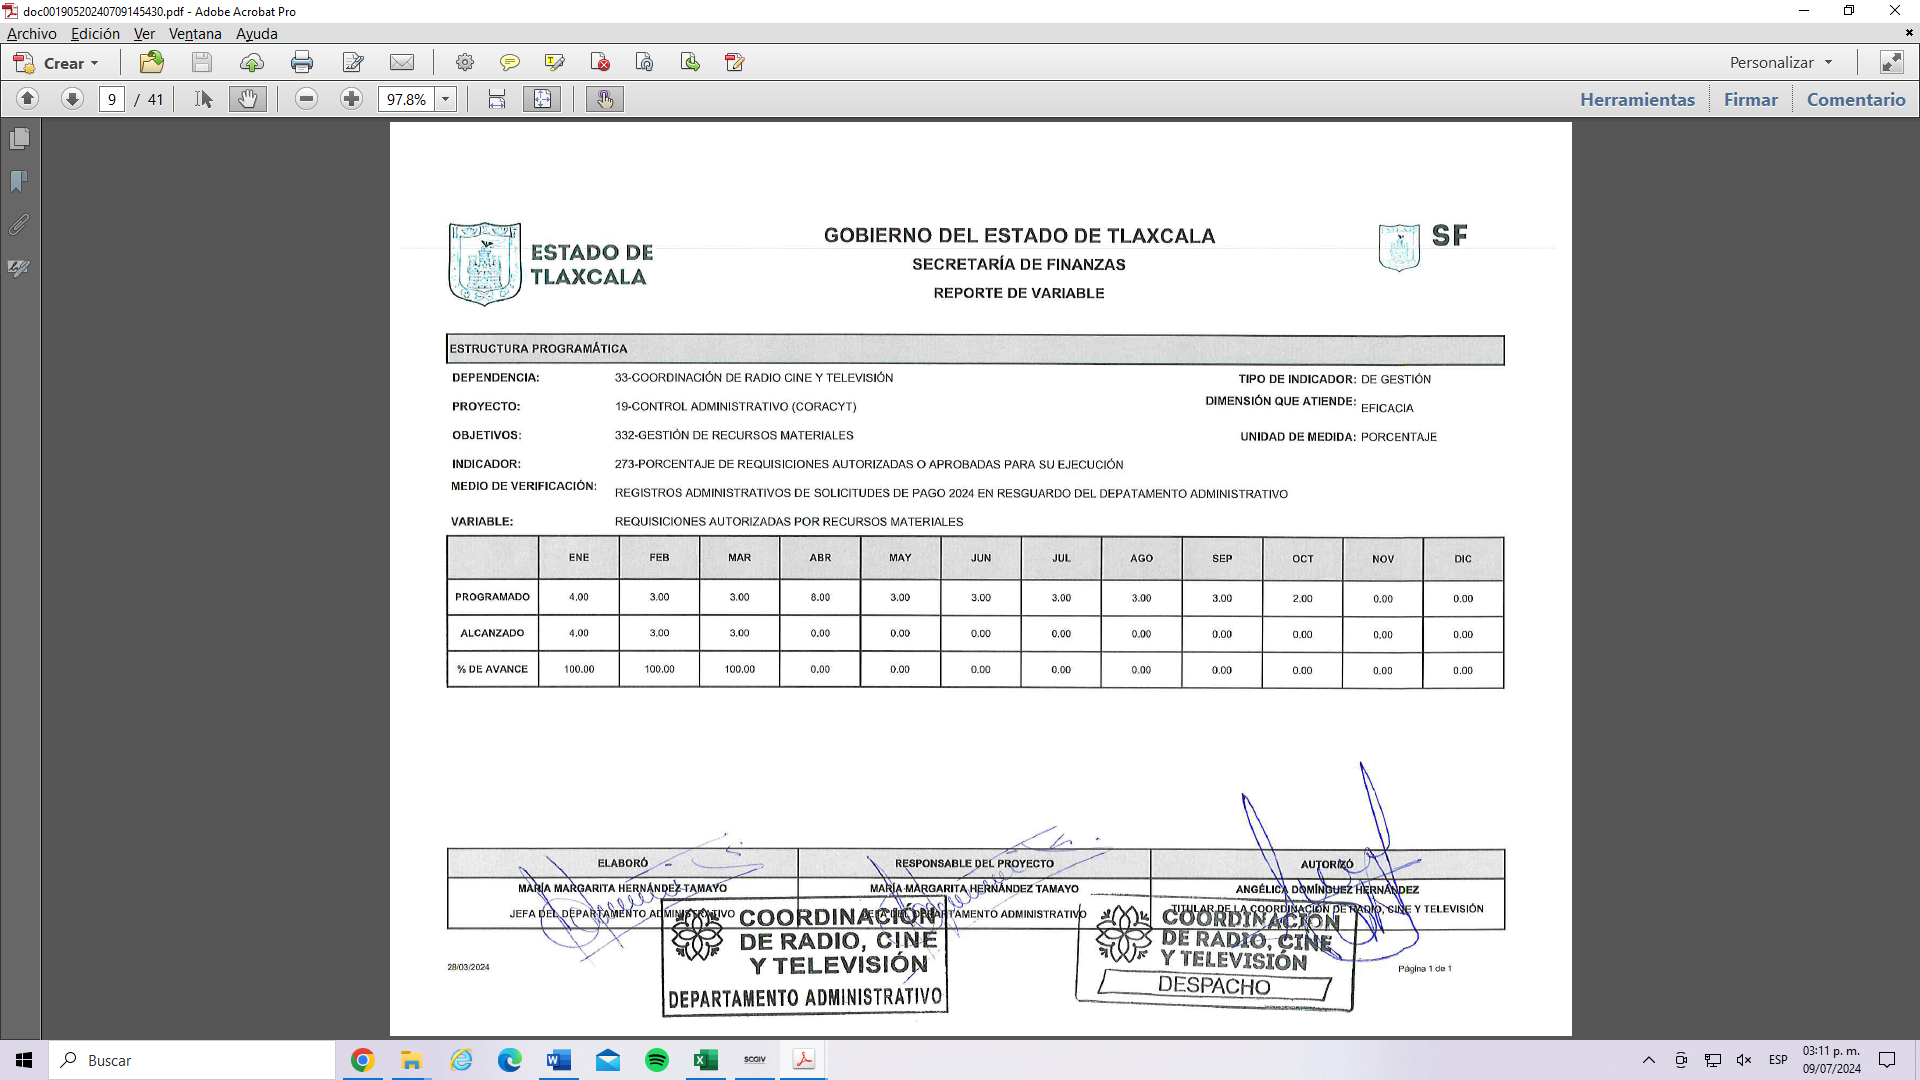 doc00190520240709145430.pdf - Adobe Acrobat Pro
Archivo Edición Ver Ventana Ayuda
Crear
Personalizar
9 / 41
97.8%
Herramientas Firmar Comentario
ESTADO DE
TLAXCALA
GOBIERNO DEL ESTADO DE TLAXCALA
SECRETARÍA DE FINANZAS
REPORTE DE VARIABLE
SF
ESTRUCTURA PROGRAMÁTICA
DEPENDENCIA: 33-COORDINACIÓN DE RADIO CINE Y TELEVISIÓN TIPO DE INDICADOR: DE GESTIÓN
PROYECTO: 19-CONTROL ADMINISTRATIVO (CORACYT) DIMENSIÓN QUE ATIENDE: EFICACIA
OBJETIVOS: 332-GESTIÓN DE RECURSOS MATERIALES UNIDAD DE MEDIDA: PORCENTAJE
INDICADOR: 273-PORCENTAJE DE REQUISICIONES AUTORIZADAS O APROBADAS PARA SU EJECUCIÓN
MEDIO DE VERIFICACIÓN: REGISTROS ADMINISTRATIVOS DE SOLICITUDES DE PAGO 2024 EN RESGUARDO DEL DEPATAMENTO ADMINISTRATIVO
VARIABLE: REQUISICIONES AUTORIZADAS POR RECURSOS MATERIALES
ENE FEB MAR ABR MAY JUN JUL AGO SEP OCT NOV DIC
PROGRAMADO 4.00 3.00 3.00 8.00 3.00 3.00 3.00 3.00 3.00 2.00 0.00 0.00
ALCANZADO 4.00 3.00 3.00 0.00 0.00 0.00 0.00 0.00 0.00 0.00 0.00 0.00
% DE AVANCE 100.00 100.00 100.00 0.00 0.00 0.00 0.00 0.00 0.00 0.00 0.00 0.00
ELABORÓ RESPONSABLE DEL PROYECTO AUTORIZÓ
MARÍA MARGARITA HERNÁNDEZ TAMAYO MARÍA MARGARITA HERNÁNDEZ TAMAYO ANGÉLICA DOMÍNGUEZ HERNÁNDEZ
JEFA DEL DEPARTAMENTO ADMINISTRATIVO JEFA DEL DEPARTAMENTO ADMINISTRATIVO TITULAR DE LA COORDINACIÓN DE RADIO, CINE Y TELEVISIÓN
COORDINACIÓN
DE RADIO, CINE
Y TELEVISIÓN
DEPARTAMENTO ADMINISTRATIVO
COORDINACIÓN
DE RADIO, CINE
Y TELEVISIÓN
DESPACHO
28/03/2024
Página 1 de 1
Buscar
SCGIV
ESP
03:11 p. m.
09/07/2024